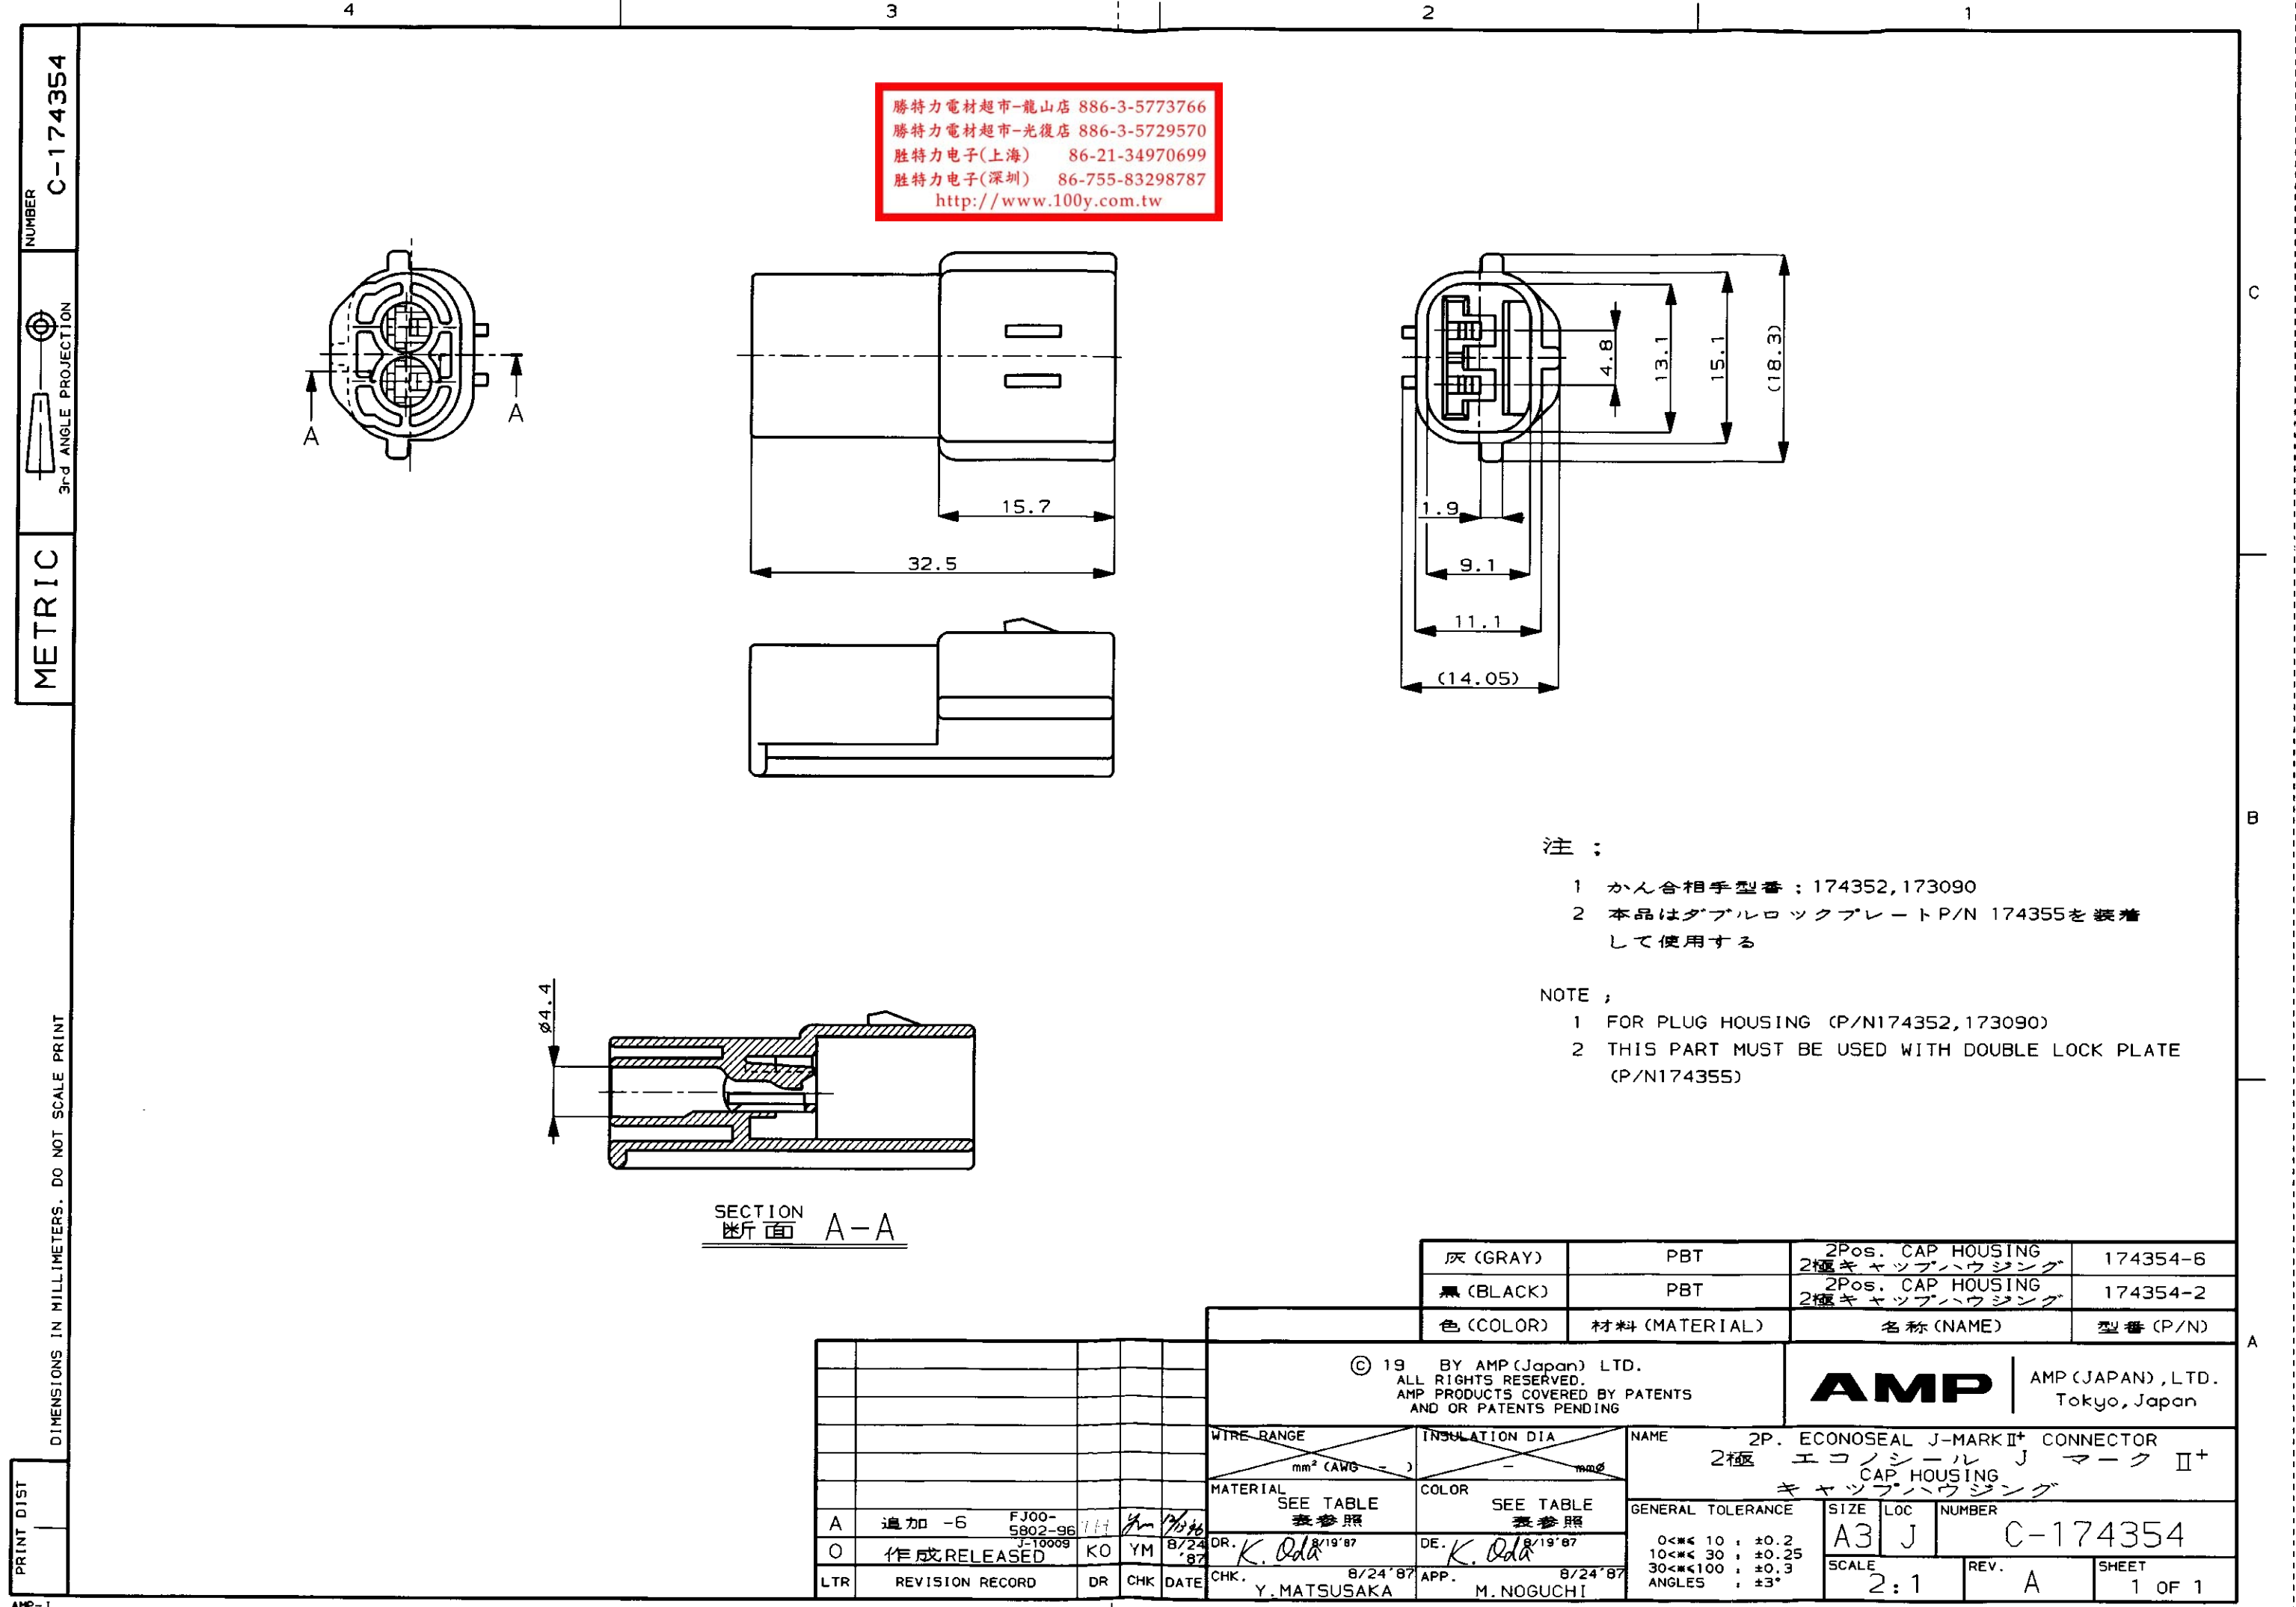 4
3
2
1
NUMBER
C-174354
3rd ANGLE PROJECTION
METRIC
DIMENSIONS IN MILLIMETERS. DO NOT SCALE PRINT
PRINT DIST
AMP-I
勝特力電材超市-龍山店 886-3-5773766
勝特力電材超市-光復店 886-3-5729570
胜特力电子(上海) 86-21-34970699
胜特力电子(深圳) 86-755-83298787
http://www.100y.com.tw
C
B
A
A
A
15.7
32.5
4.8
13.1
15.1
(18.3)
1.9
9.1
11.1
(14.05)
ø4.4
SECTION
断面 A-A
注 ;
1 かん合相手型番 : 174352,173090
2 本品はダブルロックプレートP/N 174355を装着
して使用する
NOTE ;
1 FOR PLUG HOUSING (P/N174352,173090)
2 THIS PART MUST BE USED WITH DOUBLE LOCK PLATE
(P/N174355)
灰(GRAY) PBT 2Pos. CAP HOUSING 174354-6
2極キャップハウジング
黒(BLACK) PBT 2Pos. CAP HOUSING 174354-2
2極キャップハウジング
色(COLOR) 材料(MATERIAL) 名称(NAME) 型番(P/N)
© 19 BY AMP(Japan) LTD.
ALL RIGHTS RESERVED.
AMP PRODUCTS COVERED BY PATENTS
AND OR PATENTS PENDING
AMP
AMP(JAPAN),LTD.
Tokyo,Japan
WIRE RANGE
mm² (AWG - )
INSULATION DIA
- mmø
NAME
2P. ECONOSEAL J-MARKⅡ+ CONNECTOR
2極 エコノシール J マーク Ⅱ+
CAP HOUSING
キャップハウジング
MATERIAL
SEE TABLE
表参照
COLOR
SEE TABLE
表参照
GENERAL TOLERANCE
0<※≤ 10 : ±0.2
10<※≤ 30 : ±0.25
30<※≤100 : ±0.3
ANGLES : ±3°
SIZE
A3
LOC
J
NUMBER
C-174354
SCALE
2:1
REV.
A
SHEET
1 OF 1
DR. K. Oda 8/19'87
DE. K. Oda 8/19'87
CHK. 8/24'87
Y.MATSUSAKA
APP. 8/24'87
M.NOGUCHI
A 追加 -6 FJ00-5802-96
O 作成RELEASED J-10009 KO YM 8/24'87
LTR REVISION RECORD DR CHK DATE